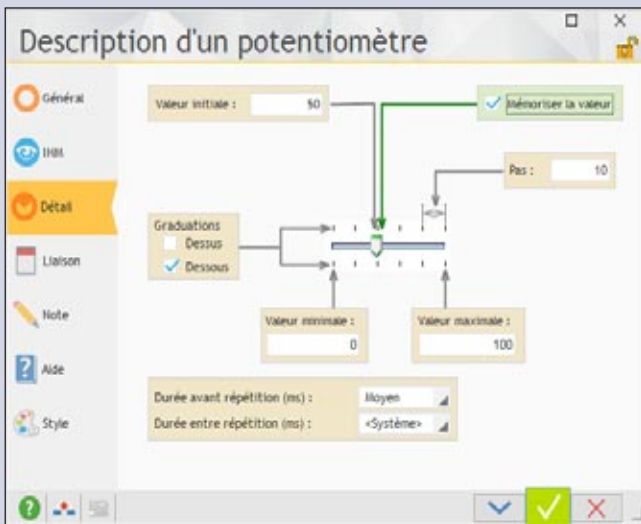 Description d'un potentiomètre
Général
IHM
Détail
Liaison
Note
Aide
Style
Valeur initiale : 50
Mémoriser la valeur
Pas : 10
Graduations
Dessus
Dessous
Valeur minimale :
0
Valeur maximale :
100
Durée avant répétition (ms) : Moyen
Durée entre répétition (ms) : <Système>
?